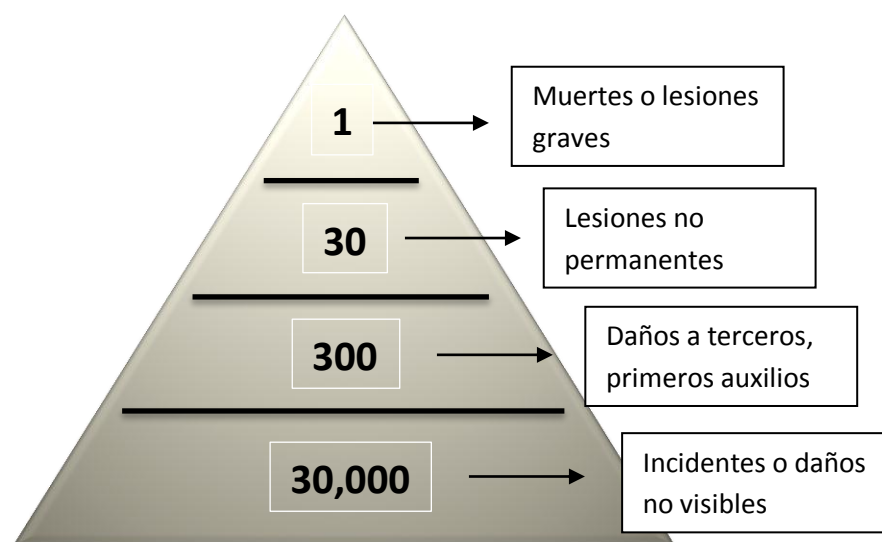 1
Muertes o lesiones
graves
30
Lesiones no
permanentes
300
Daños a terceros,
primeros auxilios
30,000
Incidentes o daños
no visibles